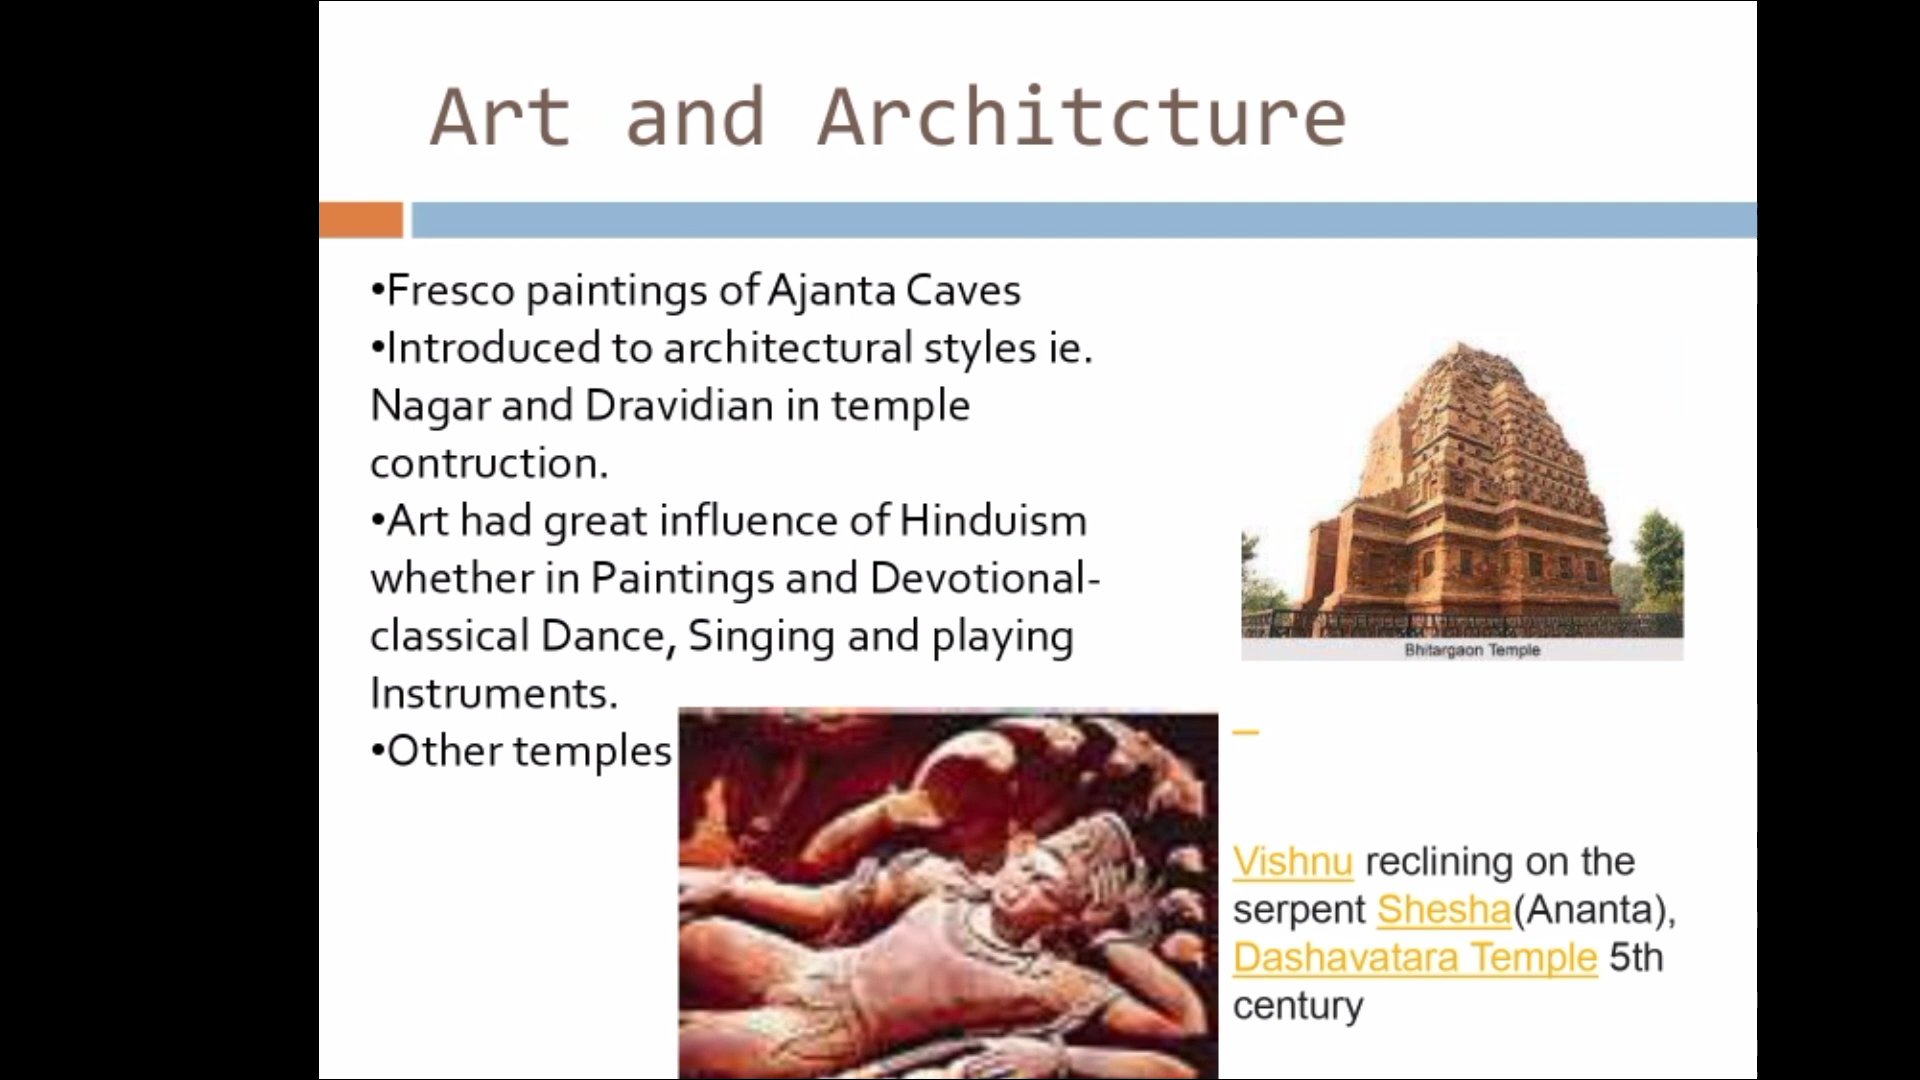 Art and Architcture
•Fresco paintings of Ajanta Caves
•Introduced to architectural styles ie.
Nagar and Dravidian in temple
contruction.
•Art had great influence of Hinduism
whether in Paintings and Devotional-
classical Dance, Singing and playing
Instruments.
•Other temples
Bhitargaon Temple
Vishnu reclining on the
serpent Shesha(Ananta),
Dashavatara Temple 5th
century